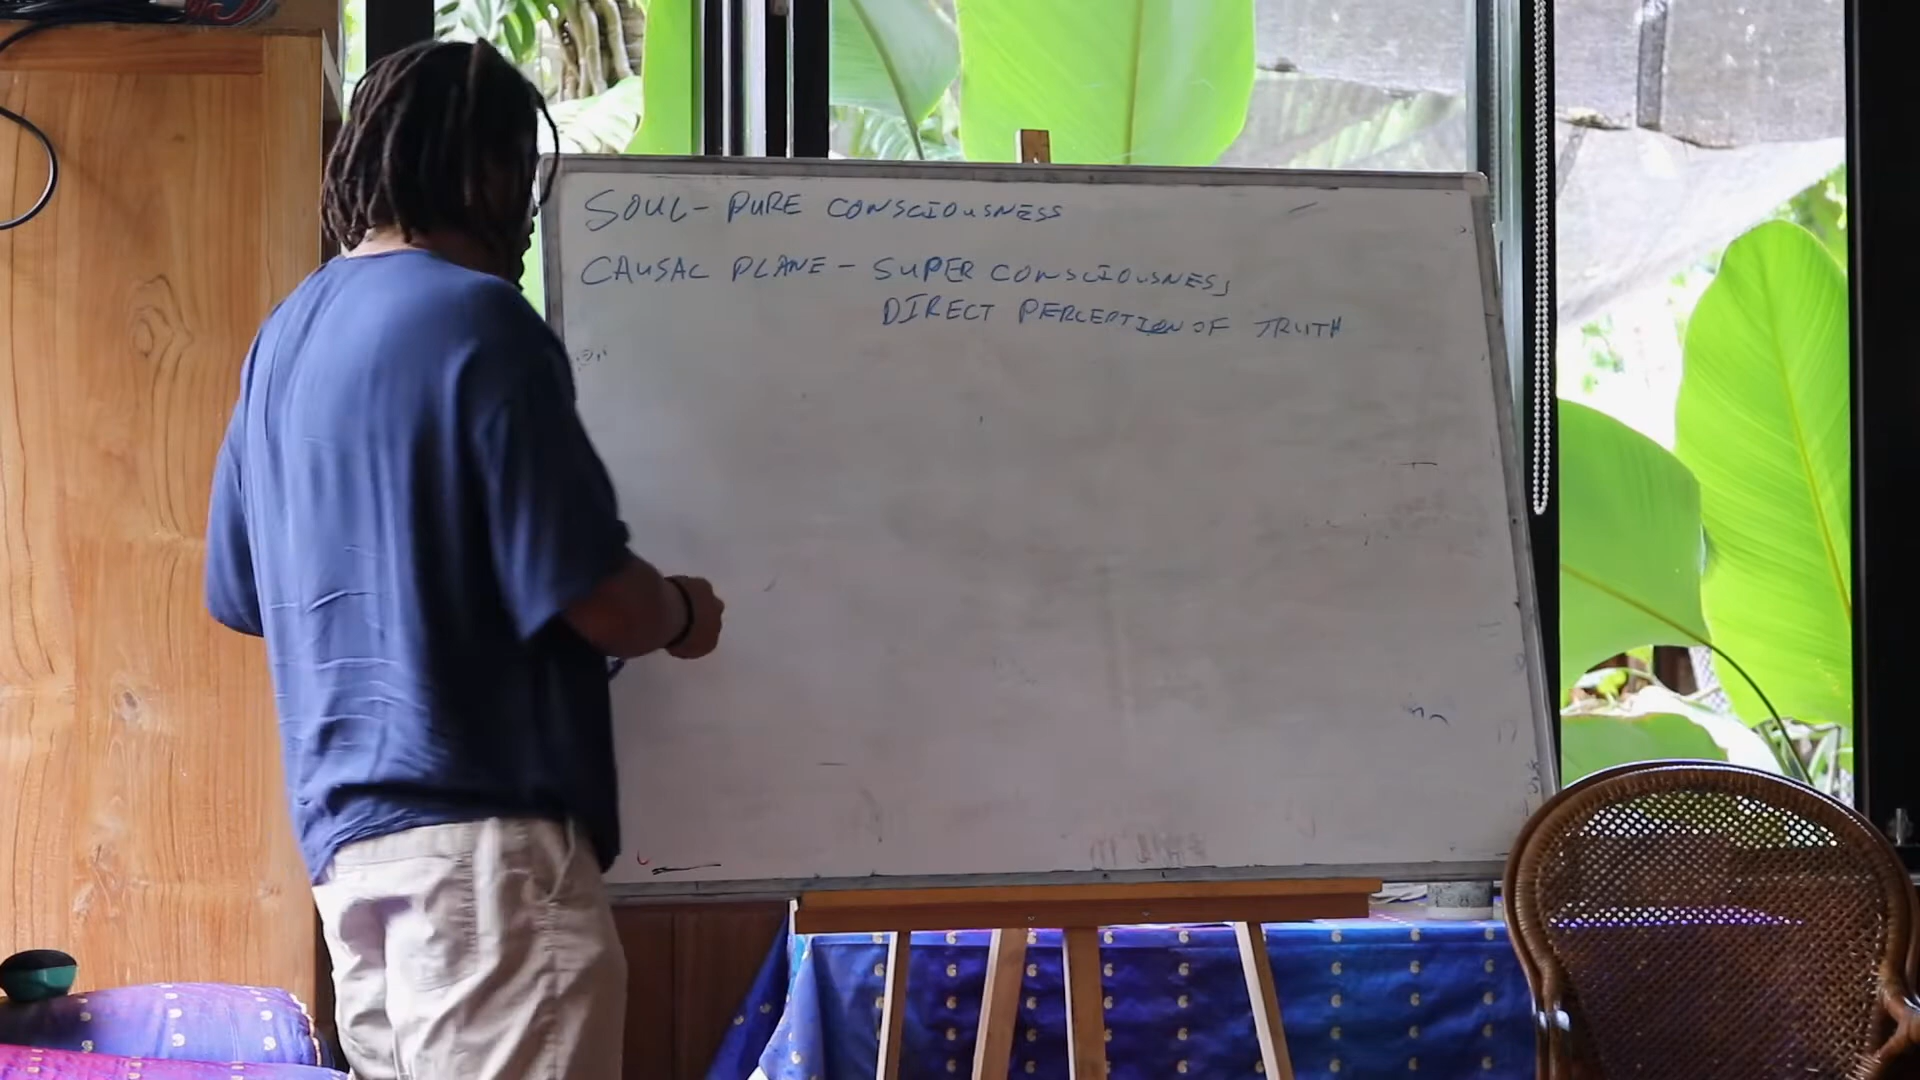 SOUL - PURE CONSCIOUSNESS
CAUSAL PLANE - SUPER CONSCIOUSNESS,
DIRECT PERCEPTION OF TRUTH